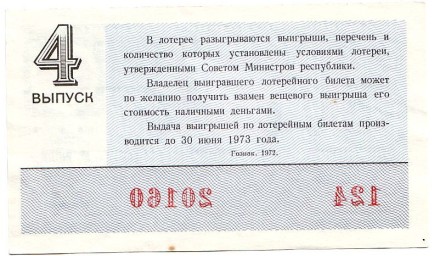 4
ВЫПУСК
В лотерее разыгрываются выигрыши, перечень и
количество которых установлены условиями лотереи,
утвержденными Советом Министров республики.
Владелец выигравшего лотерейного билета может
по желанию получить взамен вещевого выигрыша его
стоимость наличными деньгами.
Выдача выигрышей по лотерейным билетам произ-
водится до 30 июня 1973 года.
Гознак. 1972.
20160 124